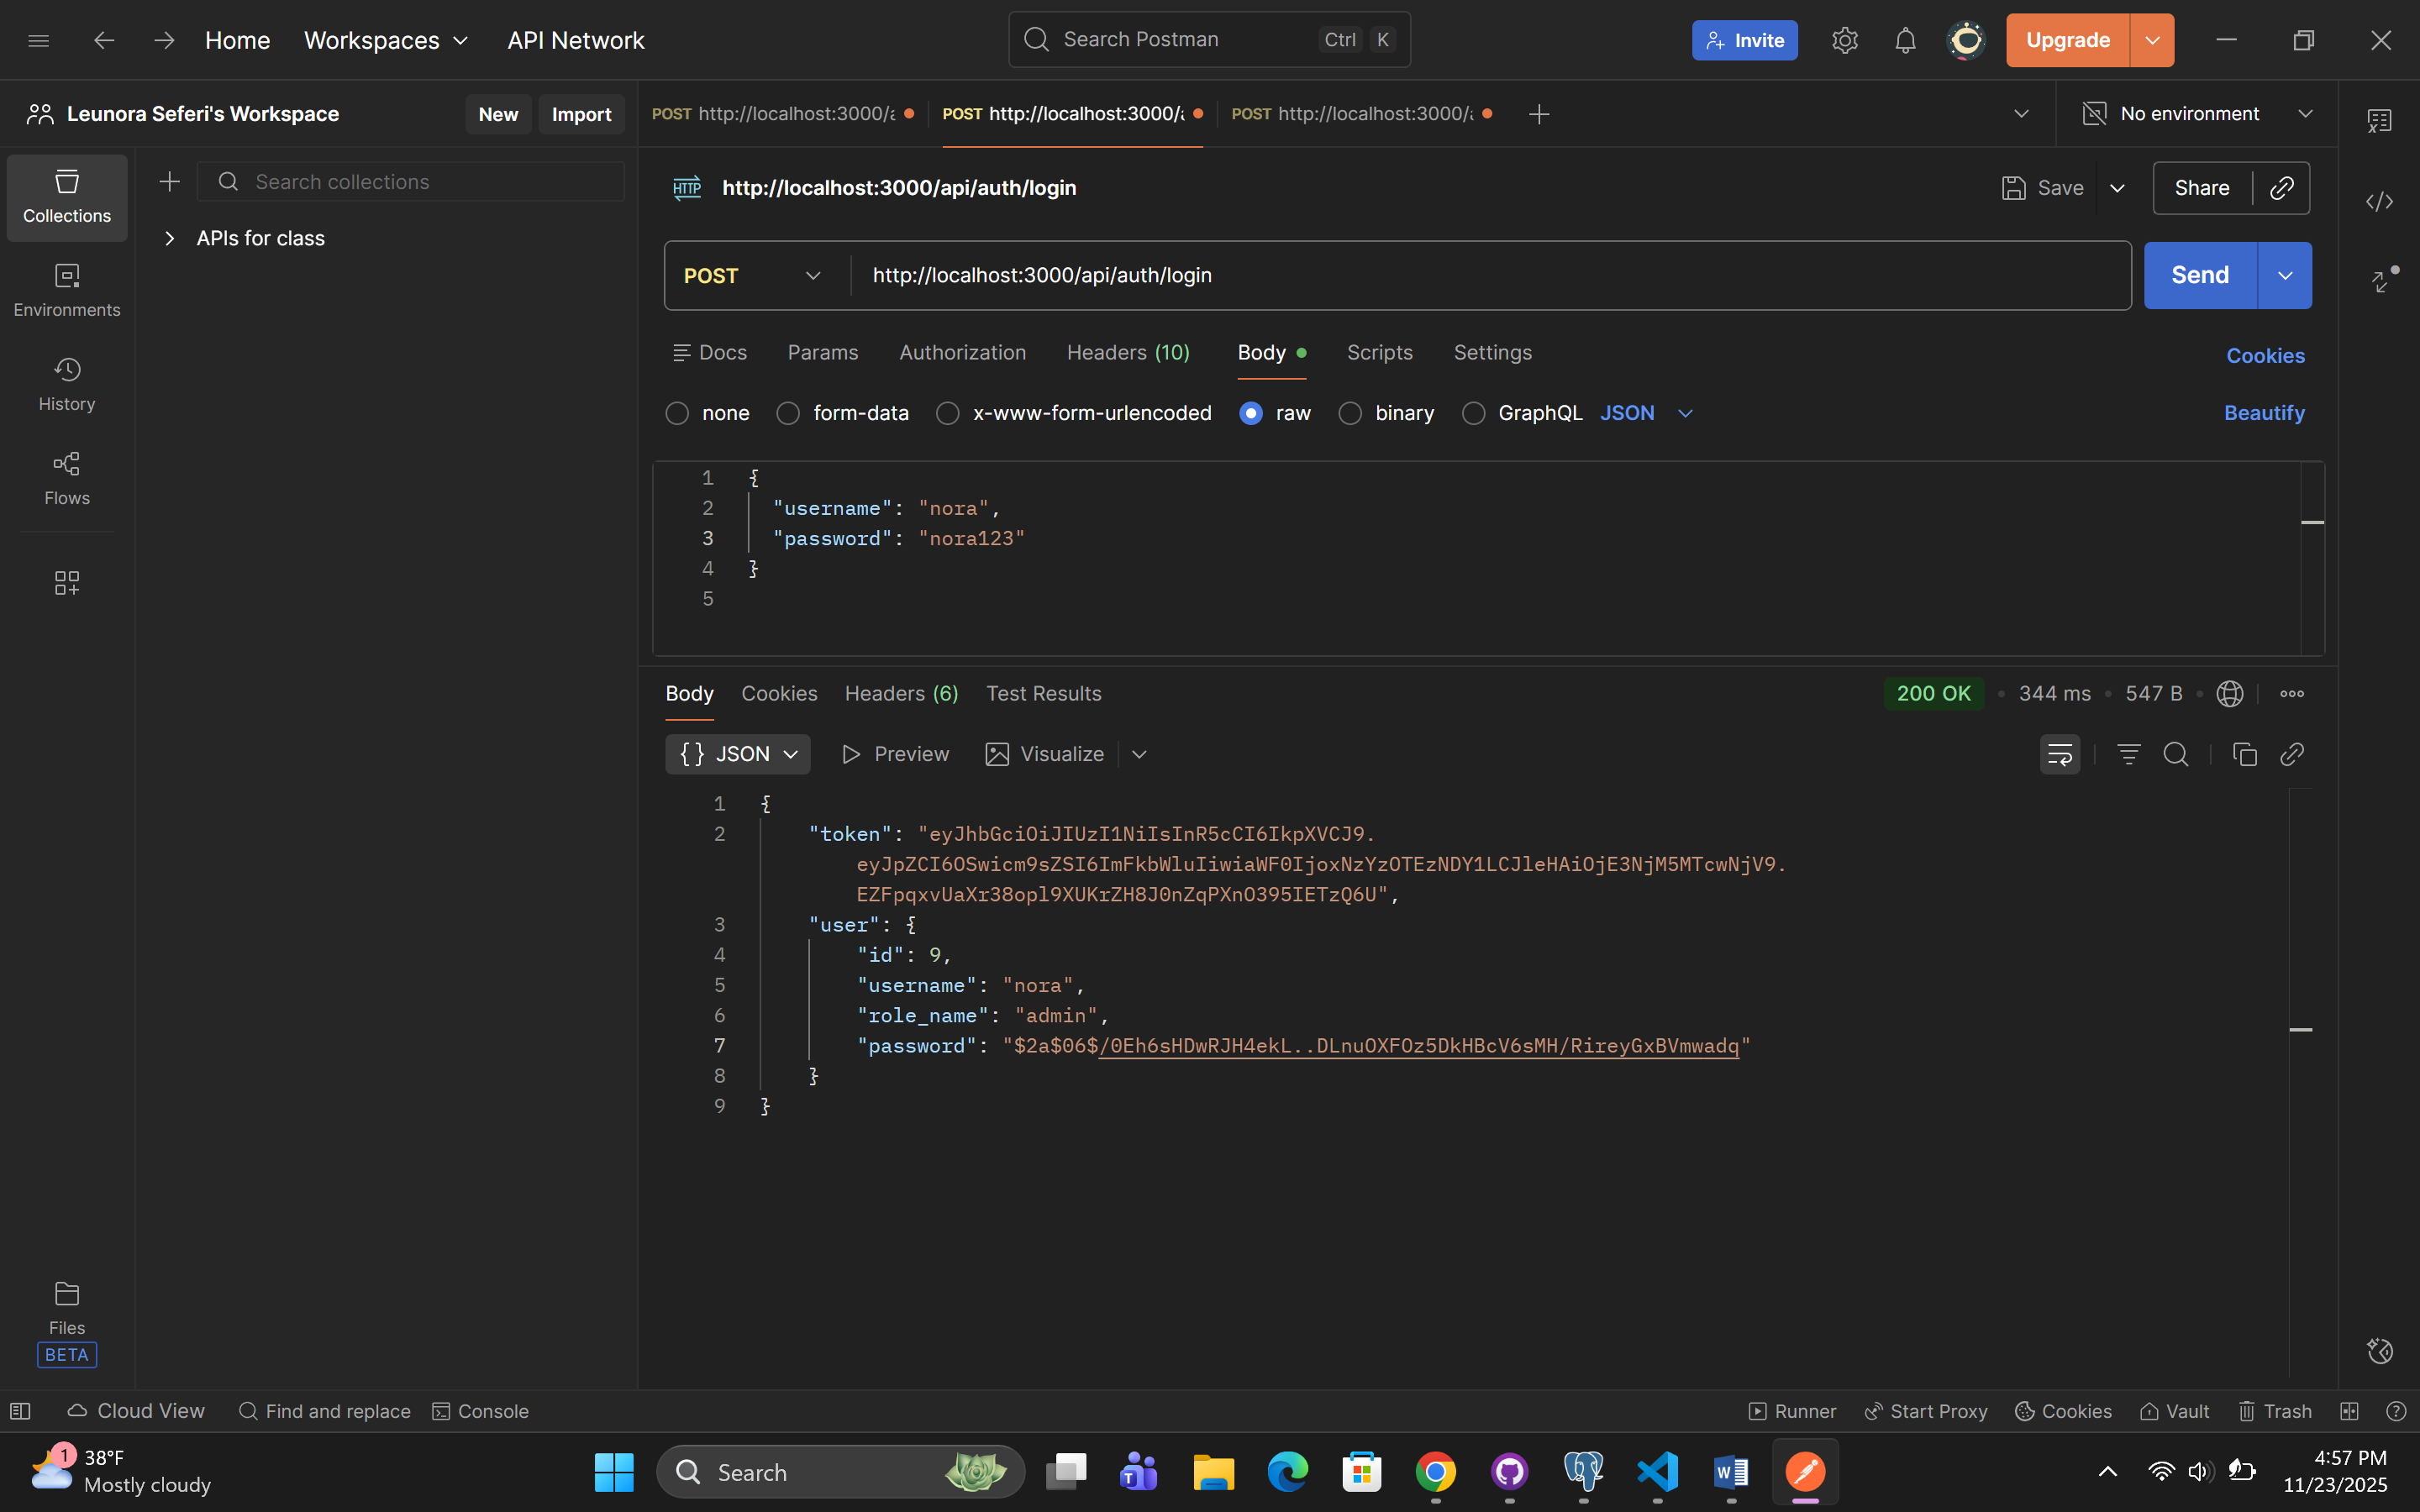 Home
Workspaces
API Network
Search Postman
Ctrl
K
Invite
Upgrade
Leunora Seferi's Workspace
New
Import
POST http://localhost:3000/a
POST http://localhost:3000/a
POST http://localhost:3000/a
No environment
Collections
Search collections
APIs for class
Environments
History
Flows
Files
BETA
HTTP
http://localhost:3000/api/auth/login
Save
Share
POST
http://localhost:3000/api/auth/login
Send
Docs
Params
Authorization
Headers (10)
Body
Scripts
Settings
Cookies
none
form-data
x-www-form-urlencoded
raw
binary
GraphQL
JSON
Beautify
1 {
2 "username": "nora",
3 "password": "nora123"
4 }
5
Body
Cookies
Headers (6)
Test Results
200 OK
344 ms
547 B
{} JSON
Preview
Visualize
1 {
2 "token": "eyJhbGciOiJIUzI1NiIsInR5cCI6IkpXVCJ9.
eyJpZCI6OSwicm9sZSI6ImFkbWluIiwiaWF0IjoxNzYzOTEzNDY1LCJleHAiOjE3NjM5MTcwNjV9.
EZFpqxvUaXr38opl9XUKrZH8J0nZqPXnO395IETzQ6U",
3 "user": {
4 "id": 9,
5 "username": "nora",
6 "role_name": "admin",
7 "password": "$2a$06$/0Eh6sHDwRJH4ekL..DLnuOXFOz5DkHBcV6sMH/RireyGxBVmwadq"
8 }
9 }
Cloud View
Find and replace
Console
Runner
Start Proxy
Cookies
Vault
Trash
1
38°F
Mostly cloudy
Search
4:57 PM
11/23/2025